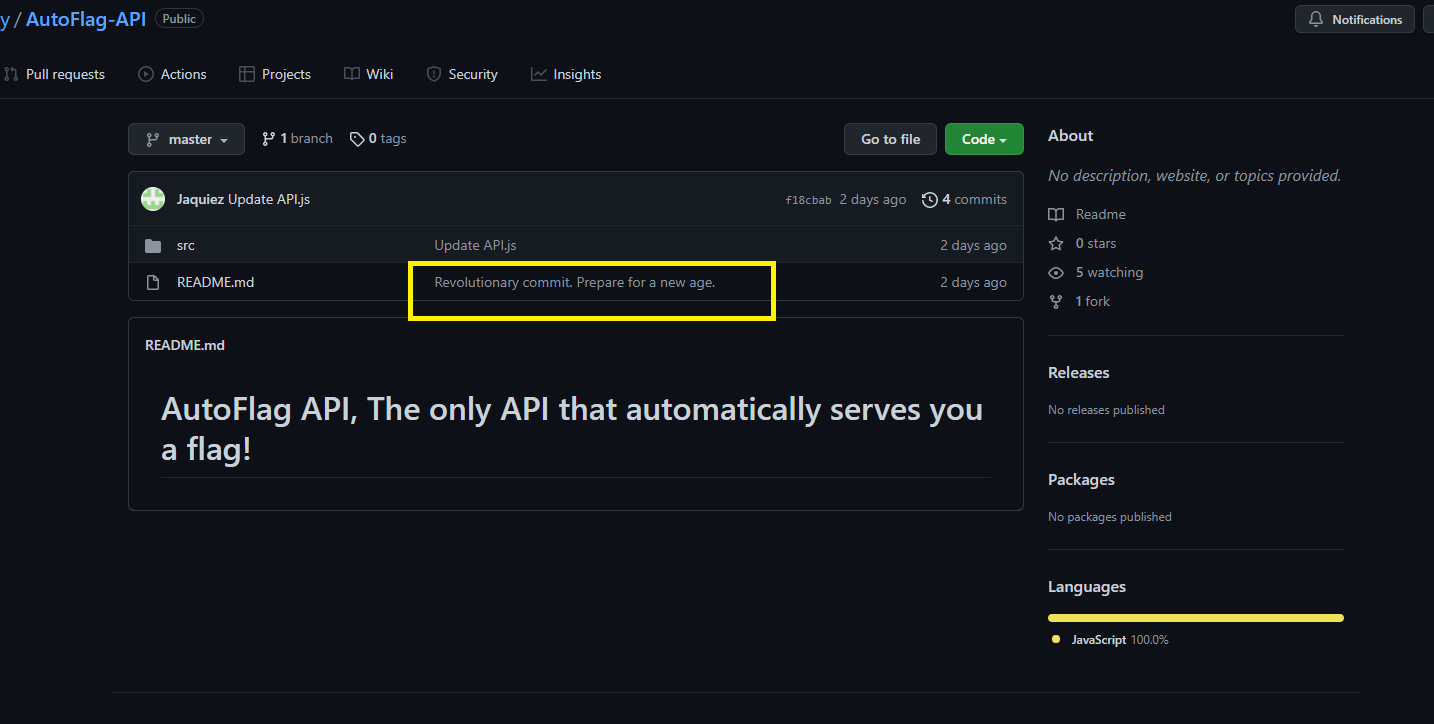 y / AutoFlag-API Public Notifications
Pull requests Actions Projects Wiki Security Insights
master 1 branch 0 tags Go to file Code
Jaquiez Update API.js f18cbab 2 days ago 4 commits
src Update API.js 2 days ago
README.md Revolutionary commit. Prepare for a new age. 2 days ago
README.md
AutoFlag API, The only API that automatically serves you
a flag!
About
No description, website, or topics provided.
Readme
0 stars
5 watching
1 fork
Releases
No releases published
Packages
No packages published
Languages
JavaScript 100.0%